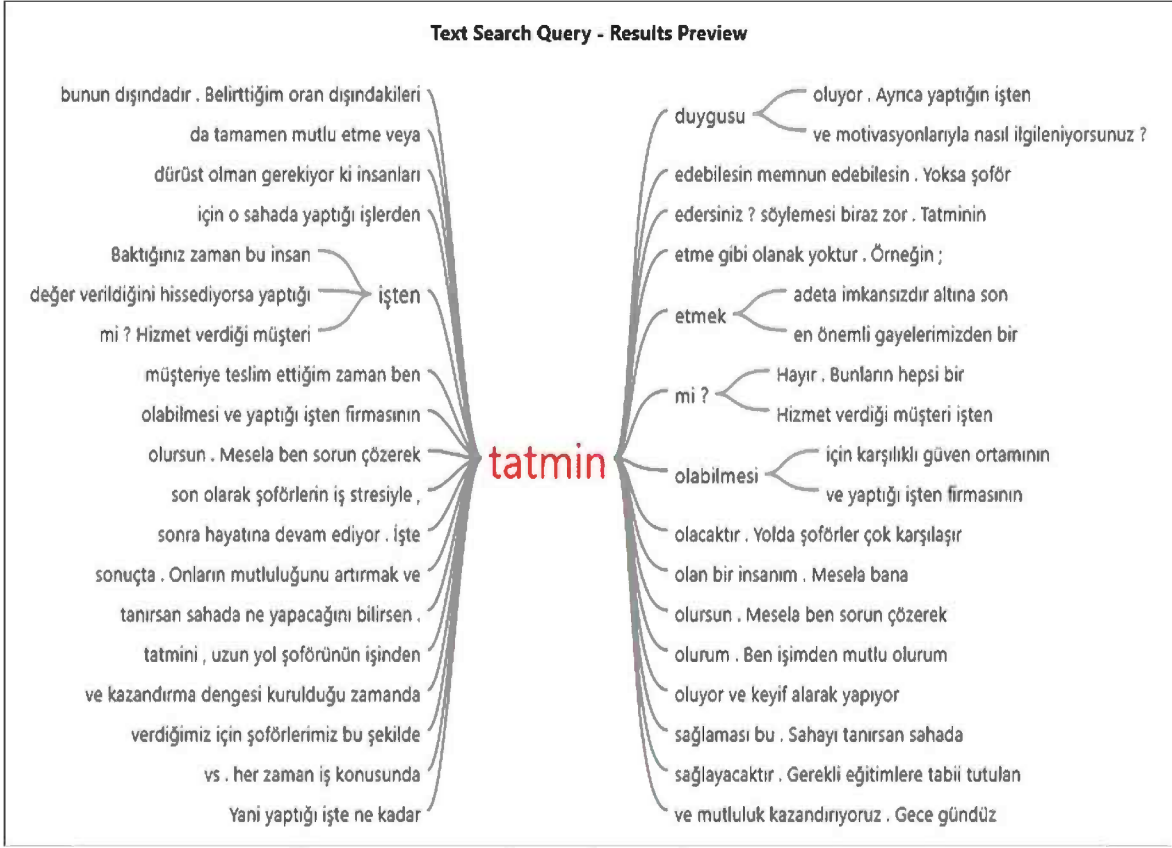 Text Search Query - Results Preview
bunun dışındadır . Belirttiğim oran dışındakileri
da tamamen mutlu etme veya
dürüst olman gerekiyor ki insanları
için o sahada yaptığı işlerden
Baktığınız zaman bu insan
değer verildiğini hissediyorsa yaptığı
mi ? Hizmet verdiği müşteri
işten
müşteriye teslim ettiğim zaman ben
olabilmesi ve yaptığı işten firmasının
olursun . Mesela ben sorun çözerek
son olarak şoförlerin iş stresiyle ,
sonra hayatına devam ediyor . İşte
sonuçta . Onların mutluluğunu artırmak ve
tanırsan sahada ne yapacağını bilirsen .
tatmini , uzun yol şoförünün işinden
ve kazandırma dengesi kurulduğu zamanda
verdiğimiz için şoförlerimiz bu şekilde
vs . her zaman iş konusunda
Yani yaptığı işte ne kadar
tatmin
duygusu
oluyor . Ayrıca yaptığın işten
ve motivasyonlarıyla nasıl ilgileniyorsunuz ?
edebilesin memnun edebilesin . Yoksa şoför
edersiniz ? söylemesi biraz zor . Tatminin
etme gibi olanak yoktur . Örneğin ;
etmek
adeta imkansızdır altına son
en önemli gayelerimizden bir
mi ?
Hayır . Bunların hepsi bir
Hizmet verdiği müşteri işten
olabilmesi
için karşılıklı güven ortamının
ve yaptığı işten firmasının
olacaktır . Yolda şoförler çok karşılaşır
olan bir insanım . Mesela bana
olursun . Mesela ben sorun çözerek
olurum . Ben işimden mutlu olurum
oluyor ve keyif alarak yapıyor
sağlaması bu . Sahayı tanırsan sahada
sağlayacaktır . Gerekli eğitimlere tabii tutulan
ve mutluluk kazandırıyoruz . Gece gündüz